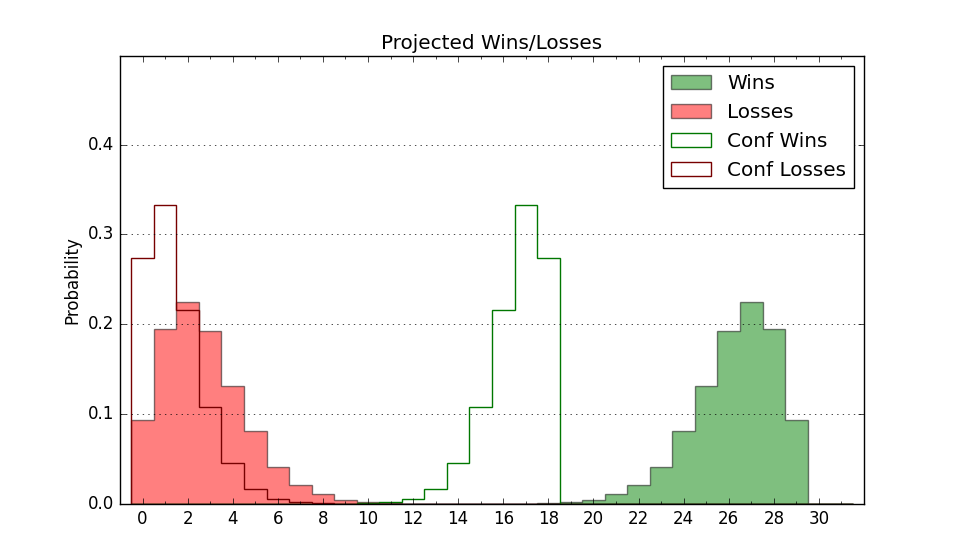 Projected Wins/Losses
Wins
Losses
Conf Wins
Conf Losses
Probability
0.4
0.3
0.2
0.1
0.0
0 2 4 6 8 10 12 14 16 18 20 22 24 26 28 30